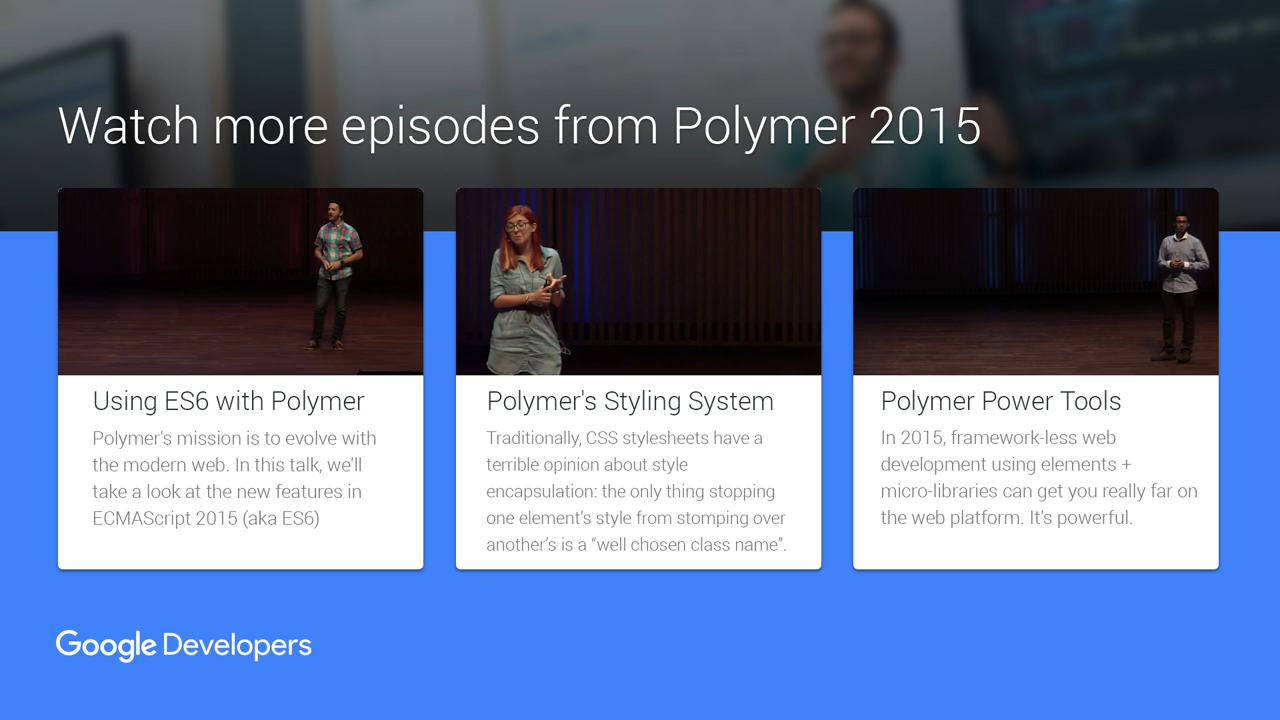 Watch more episodes from Polymer 2015
Using ES6 with Polymer
Polymer's mission is to evolve with
the modern web. In this talk, we'll
take a look at the new features in
ECMAScript 2015 (aka ES6)
Polymer's Styling System
Traditionally, CSS stylesheets have a
terrible opinion about style
encapsulation: the only thing stopping
one element's style from stomping over
another's is a “well chosen class name”.
Polymer Power Tools
In 2015, framework-less web
development using elements +
micro-libraries can get you really far on
the web platform. It's powerful.
Google Developers